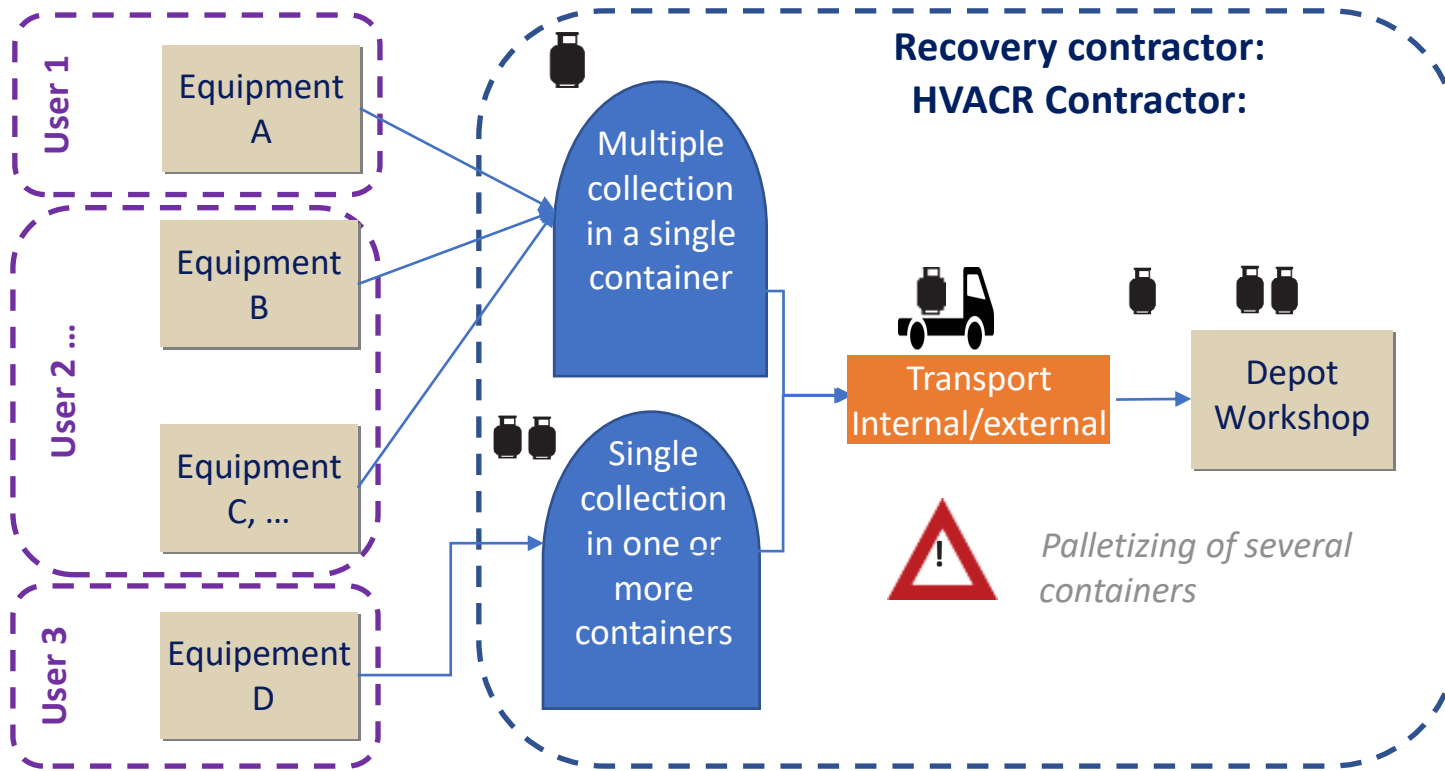 User 1
Equipment
A
User 2 ...
Equipment
B
Equipment
C, ...
User 3
Equipement
D
Recovery contractor:
HVACR Contractor:
Multiple
collection
in a single
container
Single
collection
in one or
more
containers
Transport
Internal/external
Depot
Workshop
!
Palletizing of several
containers